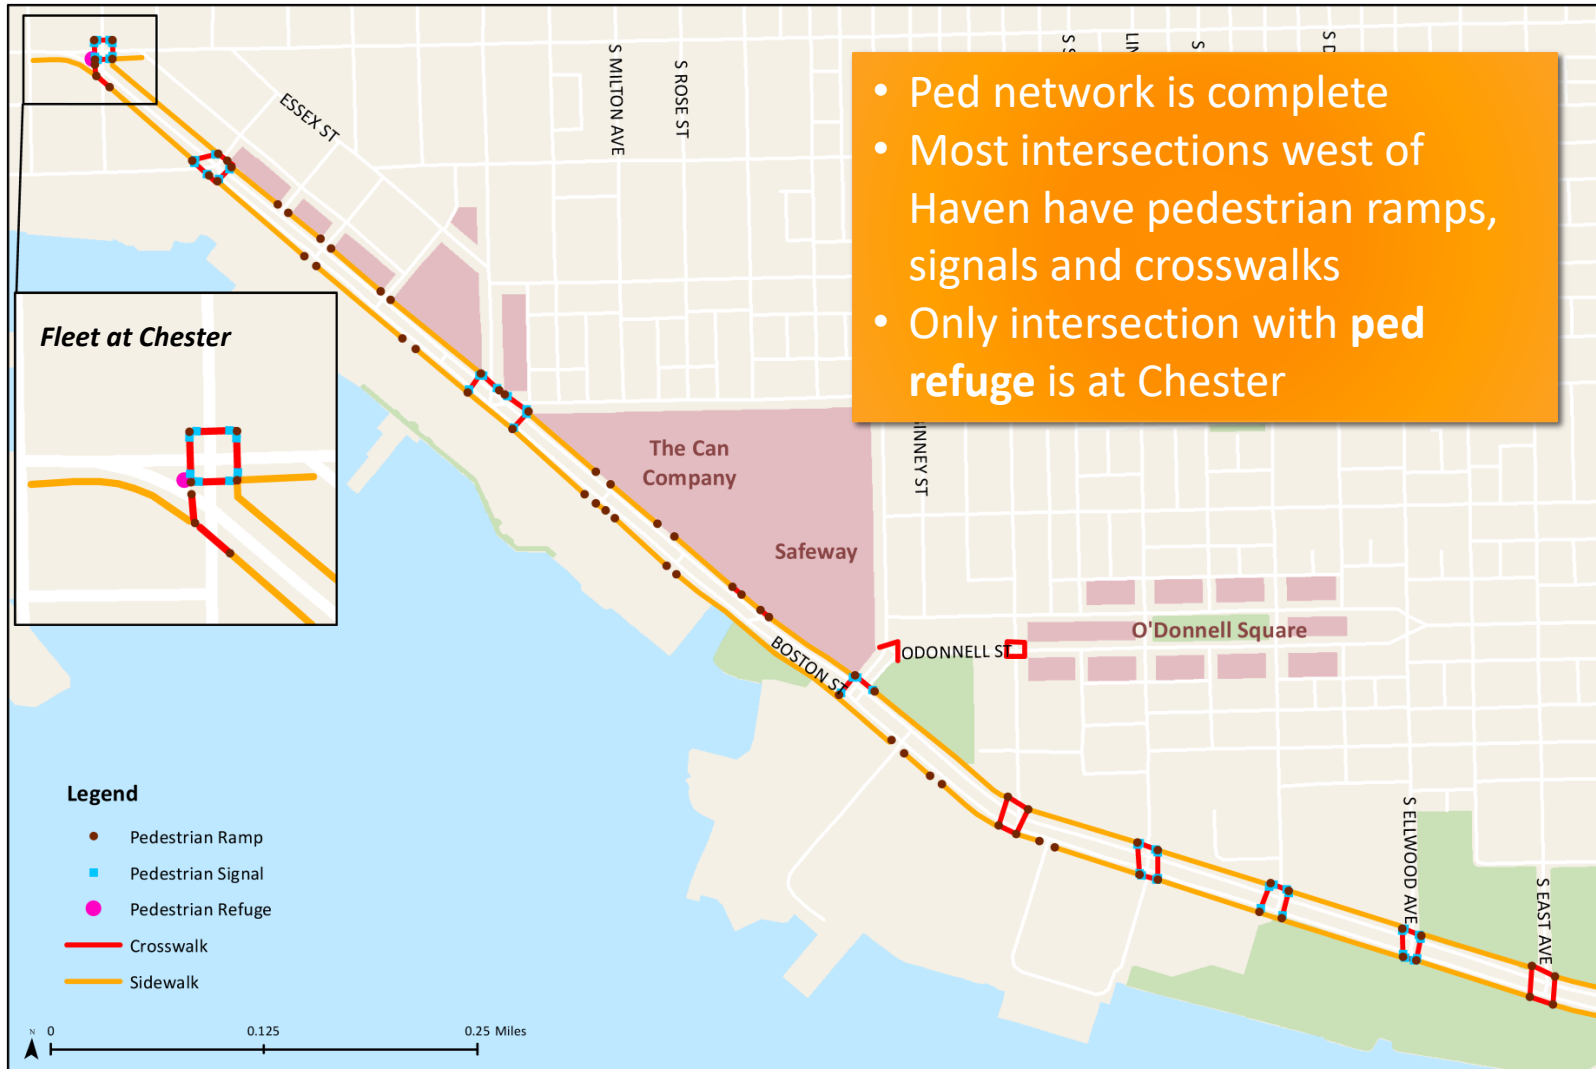 ESSEX ST
S MILTON AVE
S ROSE ST
• Ped network is complete
• Most intersections west of
Haven have pedestrian ramps,
signals and crosswalks
• Only intersection with ped
refuge is at Chester
Fleet at Chester
The Can
Company
Safeway
O'Donnell Square
ODONNELL ST
BOSTON ST
S ELLWOOD AVE
S EAST AVE
Legend
Pedestrian Ramp
Pedestrian Signal
Pedestrian Refuge
Crosswalk
Sidewalk
N
0 0.125 0.25 Miles